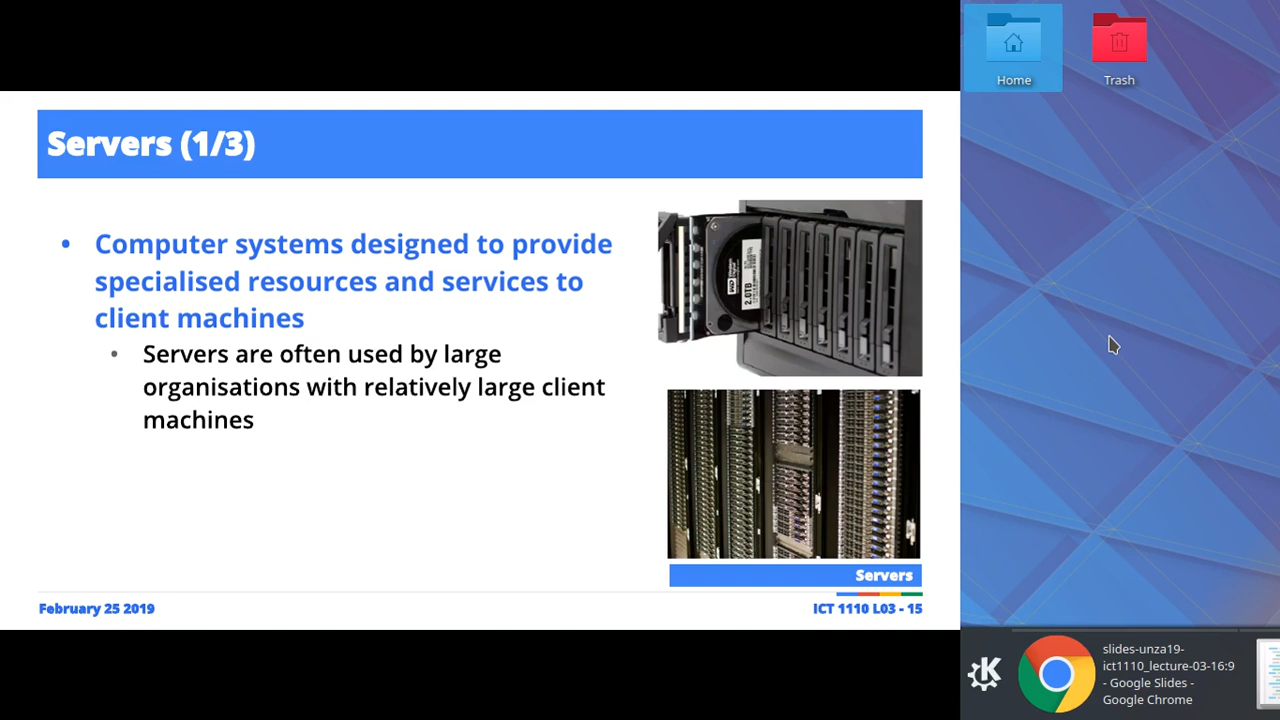 Servers (1/3)
• Computer systems designed to provide
specialised resources and services to
client machines
• Servers are often used by large
organisations with relatively large client
machines
2.0TB
Servers
February 25 2019
ICT 1110 L03 - 15
Home
Trash
slides-unza19-
ict1110_lecture-03-16:9
- Google Slides -
Google Chrome